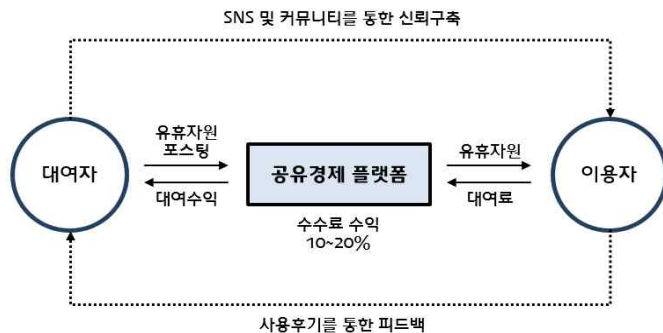 SNS 및 커뮤니티를 통한 신뢰구축
대여자
유휴자원
포스팅
대여수익
공유경제 플랫폼
수수료 수익
10~20%
유휴자원
대여료
이용자
사용후기를 통한 피드백